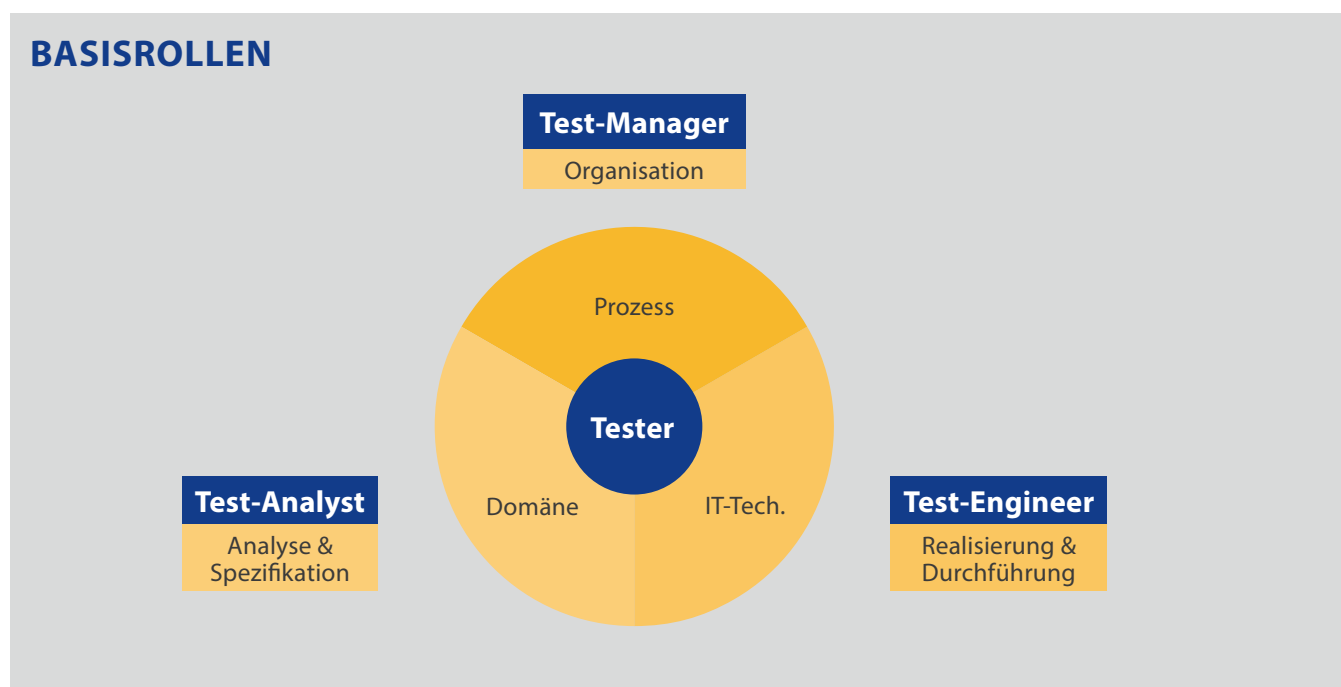 BASISROLLEN
Test-Manager
Organisation
Prozess
Tester
Domäne
IT-Tech.
Test-Analyst
Analyse &
Spezifikation
Test-Engineer
Realisierung &
Durchführung